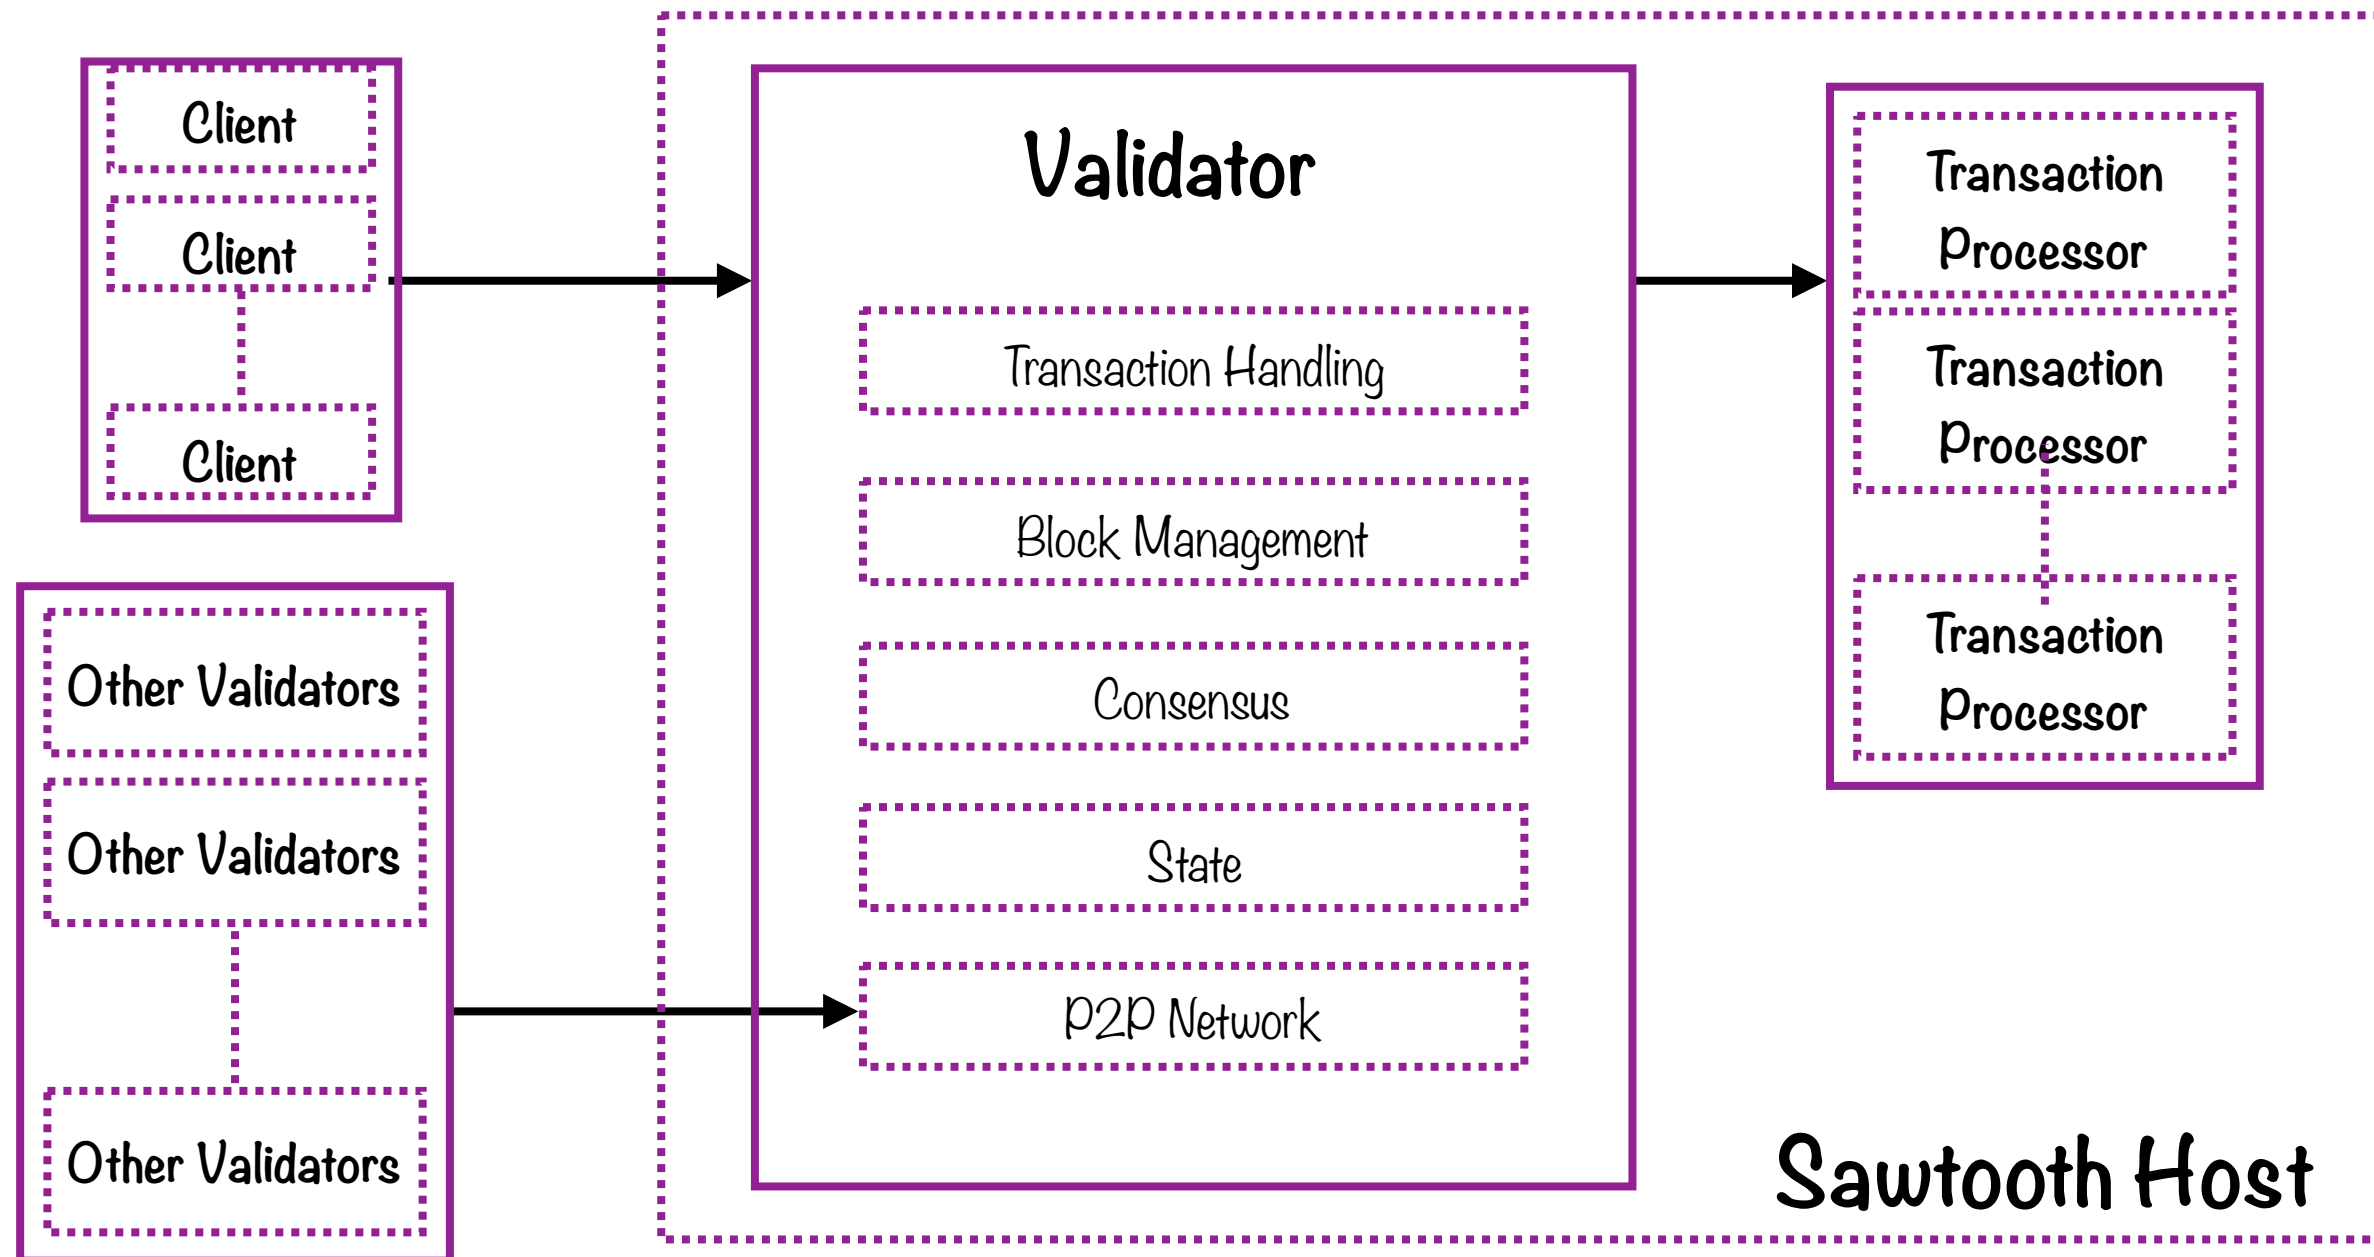 Client
Client
Client
Other Validators
Other Validators
Other Validators
Validator
Transaction Handling
Block Management
Consensus
State
P2P Network
Transaction
Processor
Transaction
Processor
Transaction
Processor
Sawtooth Host